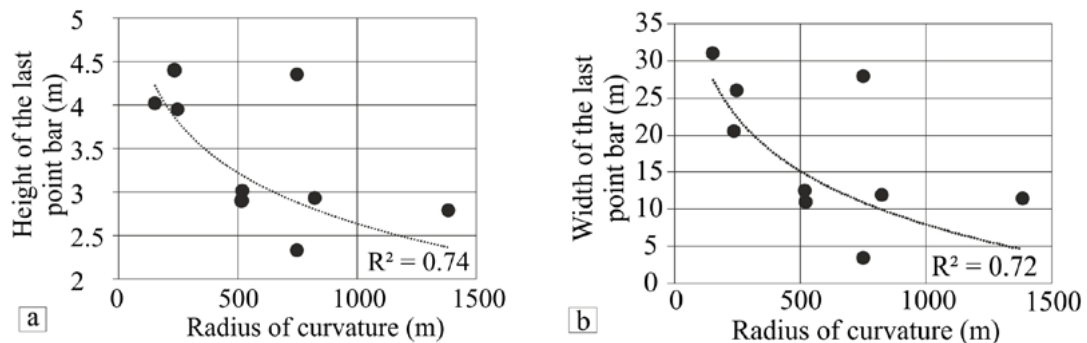 5
4.5
4
3.5
3
2.5
2
Height of the last
point bar (m)
R² = 0.74
0
500
1000
1500
a
Radius of curvature (m)
35
30
25
20
15
10
5
0
Width of the last
point bar (m)
R² = 0.72
0
500
1000
1500
b
Radius of curvature (m)